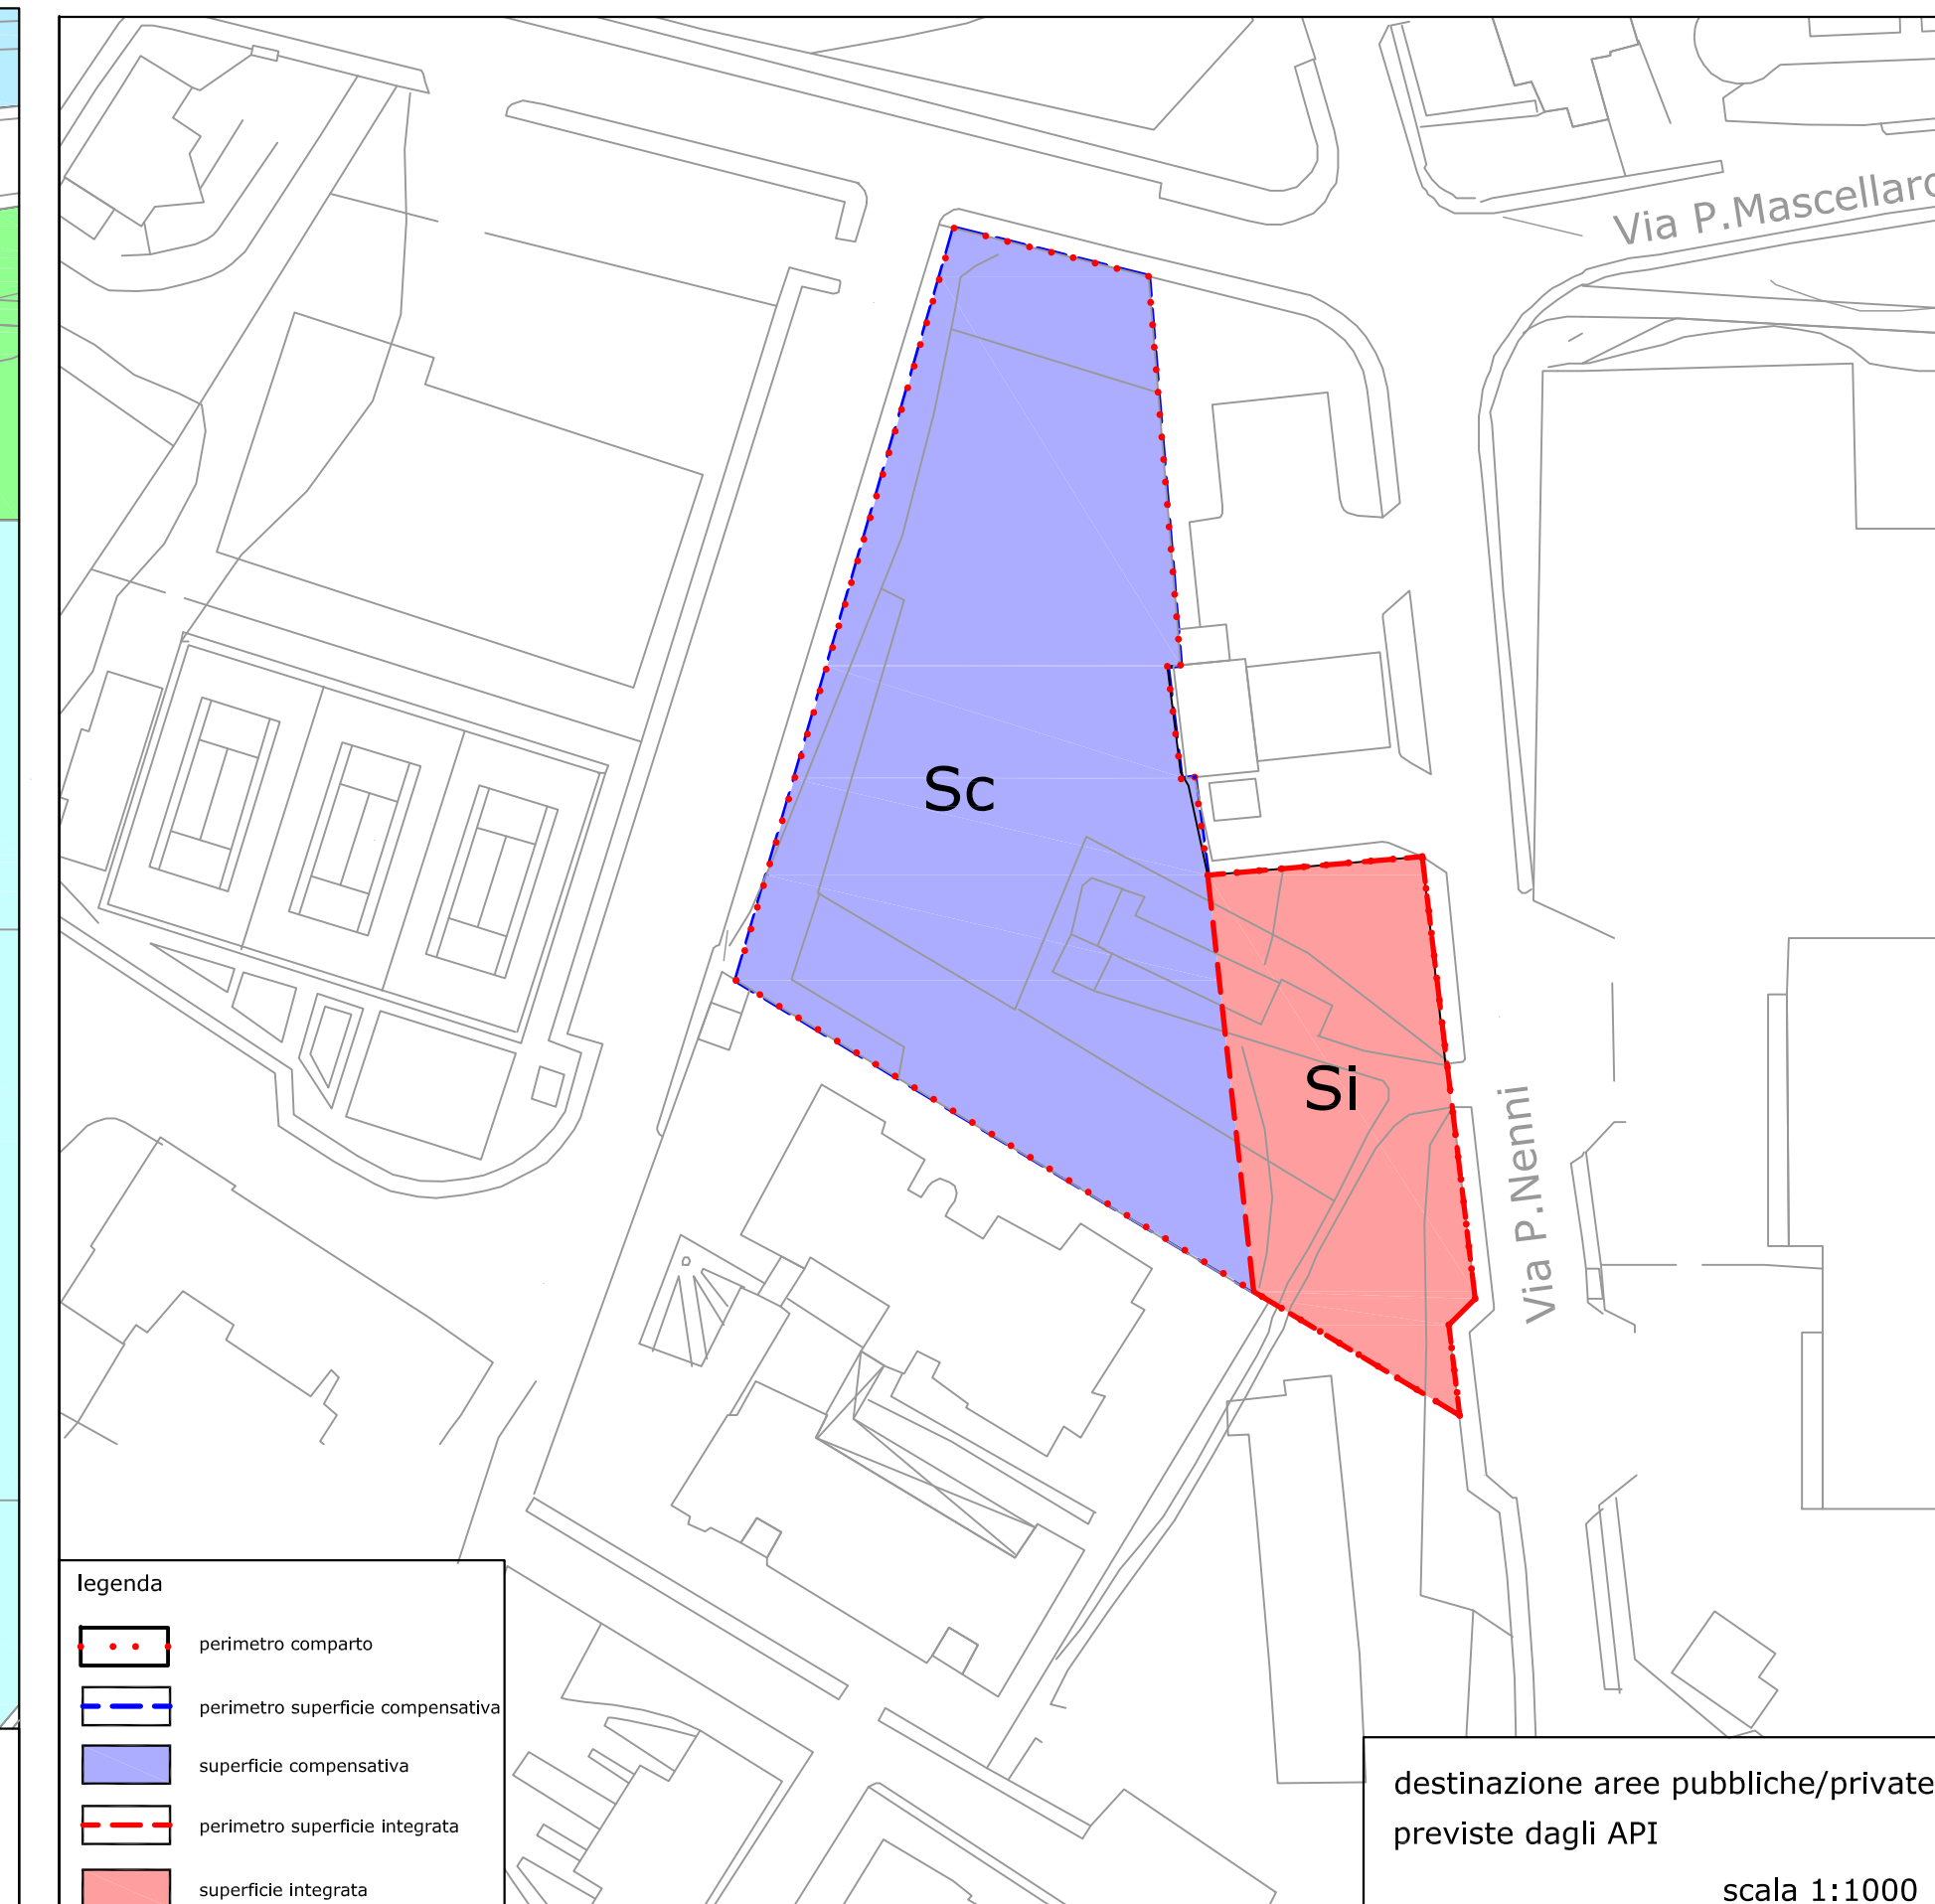 Via P.Mascellaro
Sc
Si
Via P.Nenni
legenda
perimetro comparto
perimetro superficie compensativa
superficie compensativa
perimetro superficie integrata
superficie integrata
destinazione aree pubbliche/private
previste dagli API
scala 1:1000